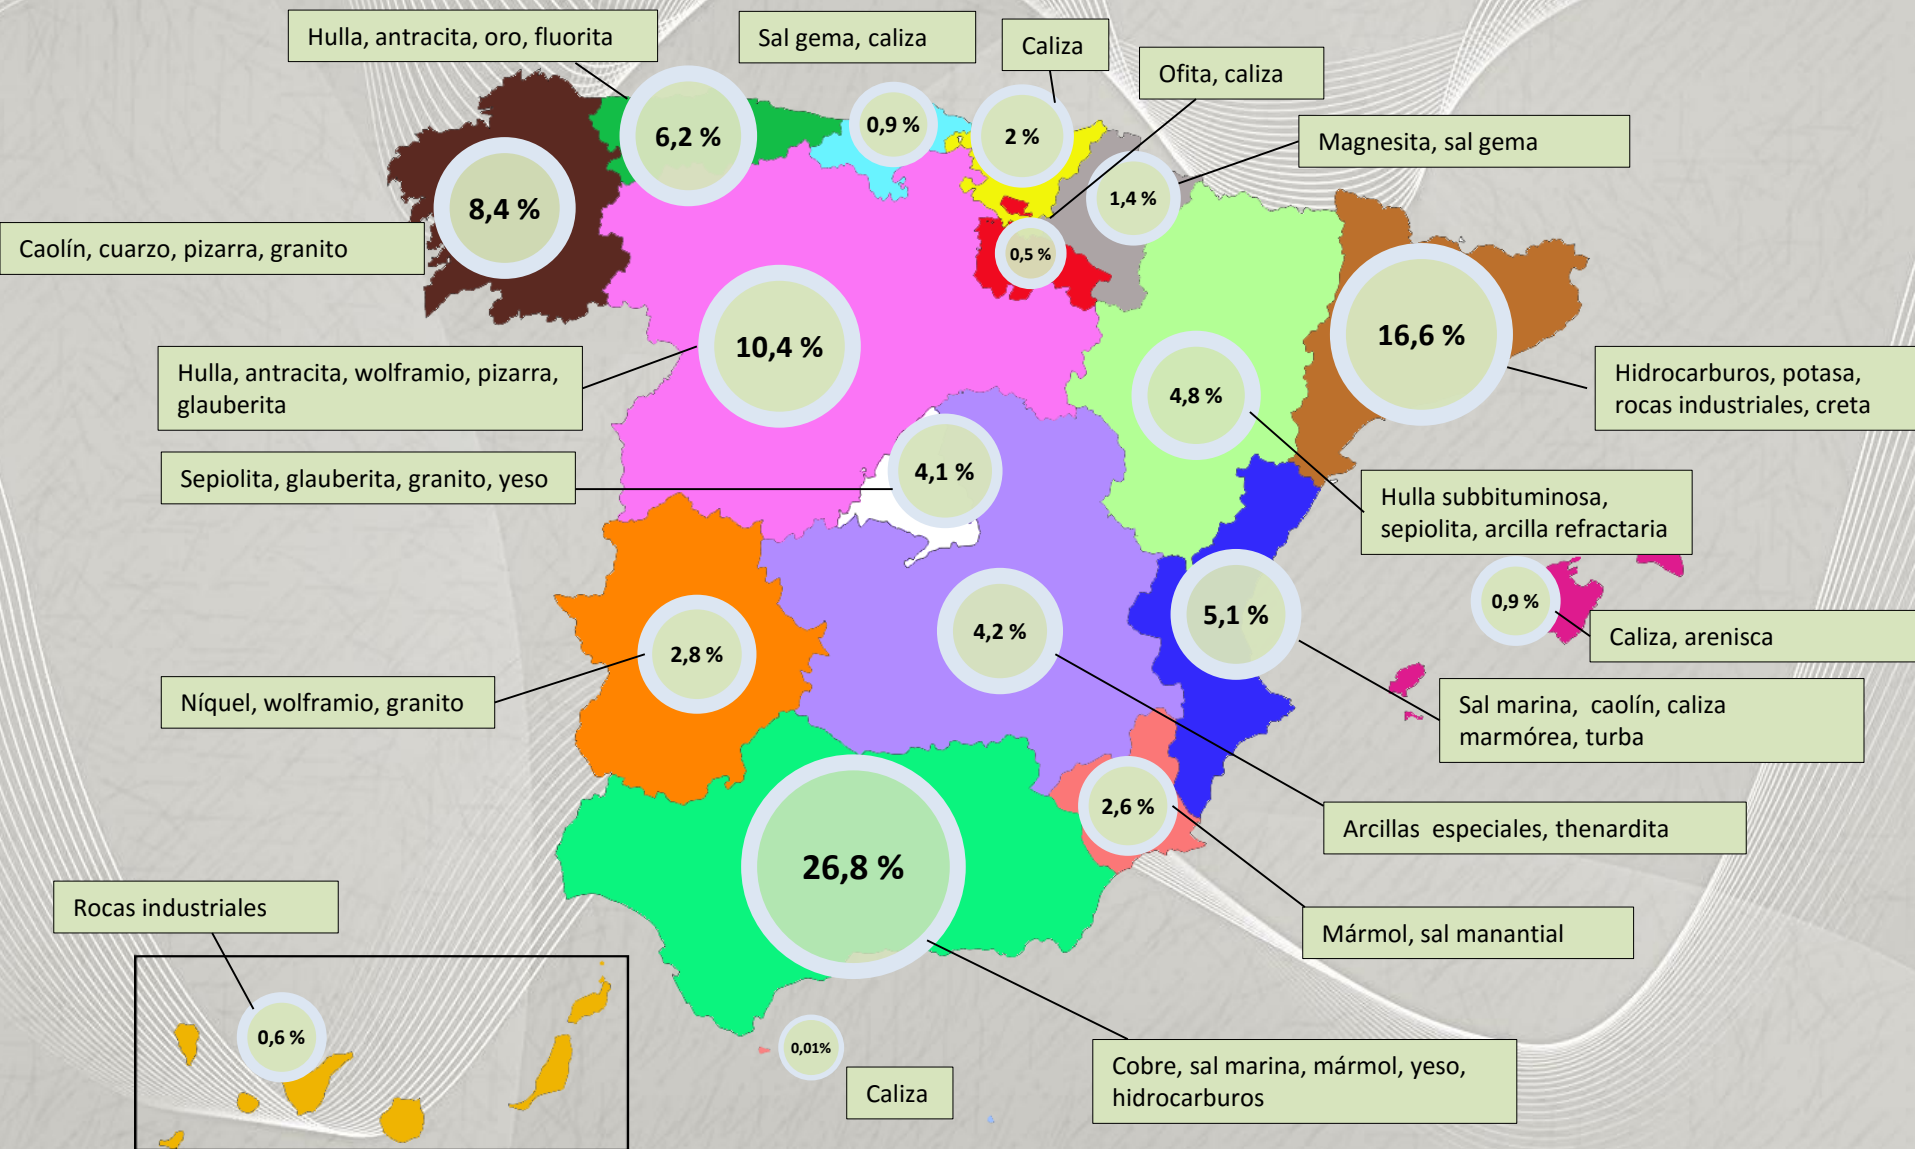 Hulla, antracita, oro, fluorita
Sal gema, caliza
Caliza
Ofita, caliza
Magnesita, sal gema
6,2 %
0,9 %
2 %
1,4 %
8,4 %
0,5 %
Caolín, cuarzo, pizarra, granito
10,4 %
16,6 %
4,8 %
Hulla, antracita, wolframio, pizarra,
glauberita
Hidrocarburos, potasa,
rocas industriales, creta
4,1 %
Sepiolita, glauberita, granito, yeso
Hulla subbituminosa,
sepiolita, arcilla refractaria
0,9 %
5,1 %
4,2 %
2,8 %
Caliza, arenisca
Níquel, wolframio, granito
Sal marina,  caolín, caliza
marmórea, turba
2,6 %
Arcillas  especiales, thenardita
26,8 %
Rocas industriales
Mármol, sal manantial
0,6 %
0,01%
Cobre, sal marina, mármol, yeso,
hidrocarburos
Caliza